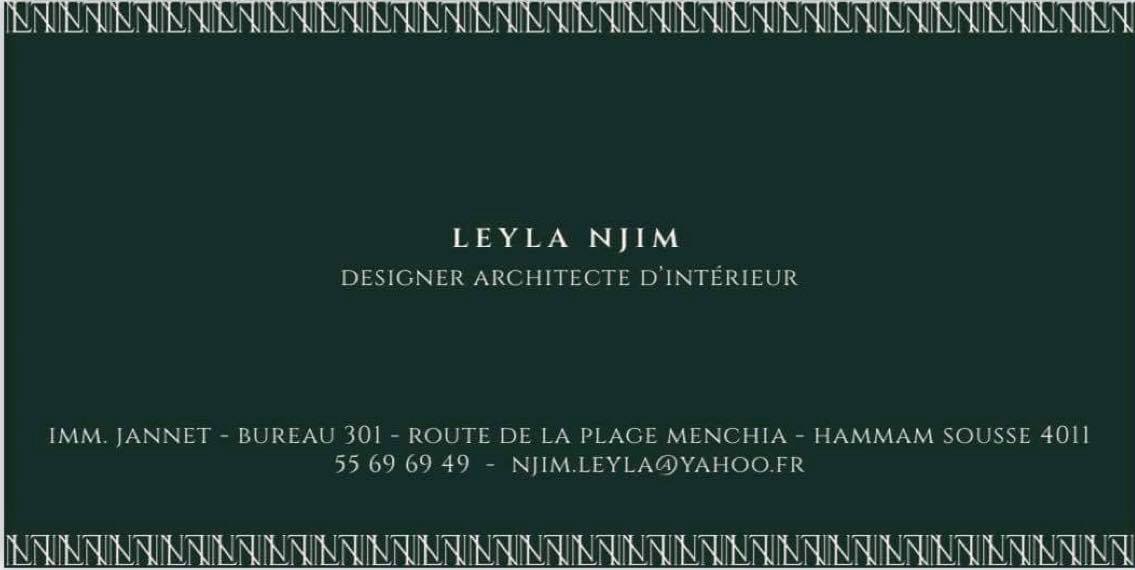 LEYLA NJIM
DESIGNER ARCHITECTE D'INTÉRIEUR
IMM. JANNET - BUREAU 301 - ROUTE DE LA PLAGE MENCHIA - HAMMAM SOUSSE 4011
55 69 69 49 - NJIM.LEYLA@YAHOO.FR